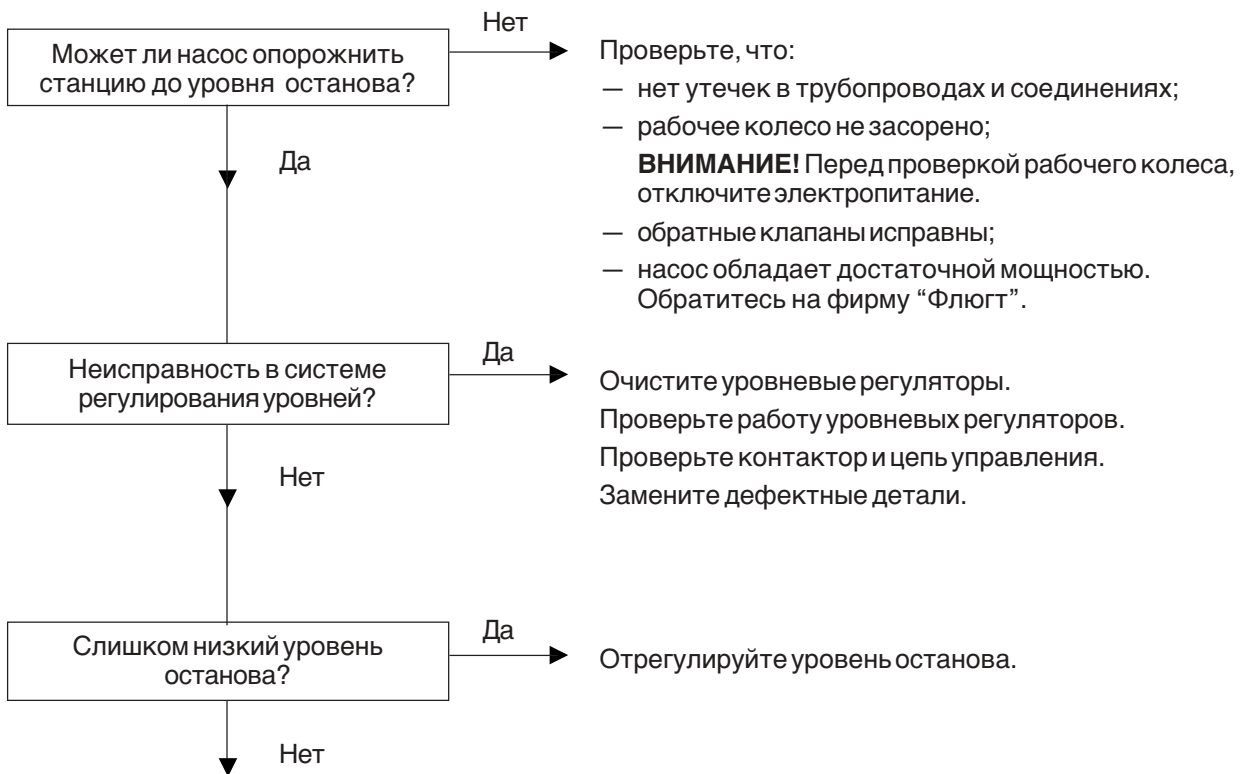 Нет
Может ли насос опорожнить
станцию до уровня останова?
Проверьте, что:
— нет утечек в трубопроводах и соединениях;
— рабочее колесо не засорено;
ВНИМАНИЕ! Перед проверкой рабочего колеса,
отключите электропитание.
— обратные клапаны исправны;
— насос обладает достаточной мощностью.
Обратитесь на фирму “Флюгт”.
Да
Неисправность в системе
регулирования уровней?
Да
Очистите уровневые регуляторы.
Проверьте работу уровневых регуляторов.
Проверьте контактор и цепь управления.
Замените дефектные детали.
Нет
Слишком низкий уровень
останова?
Да
Отрегулируйте уровень останова.
Нет